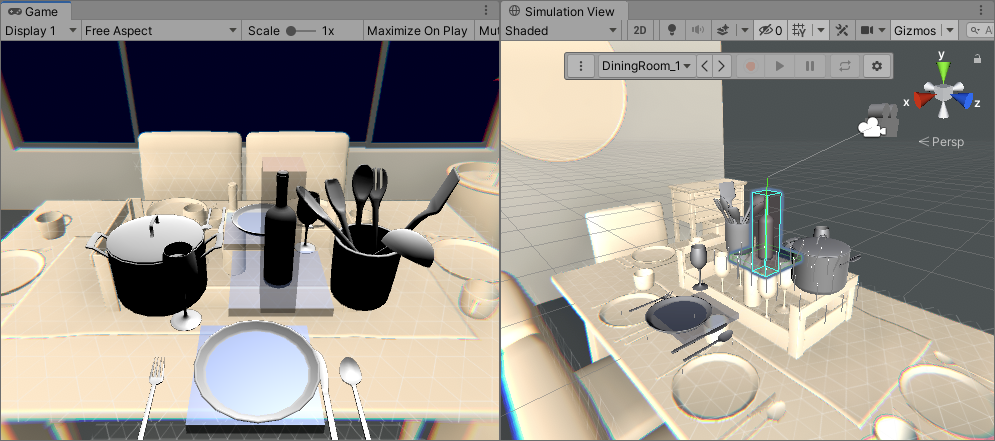 Game
Display 1
Free Aspect
Scale
1x
Maximize On Play
Mut
Simulation View
Shaded
2D
0
Gizmos
A
DiningRoom_1
y
x
z
Persp